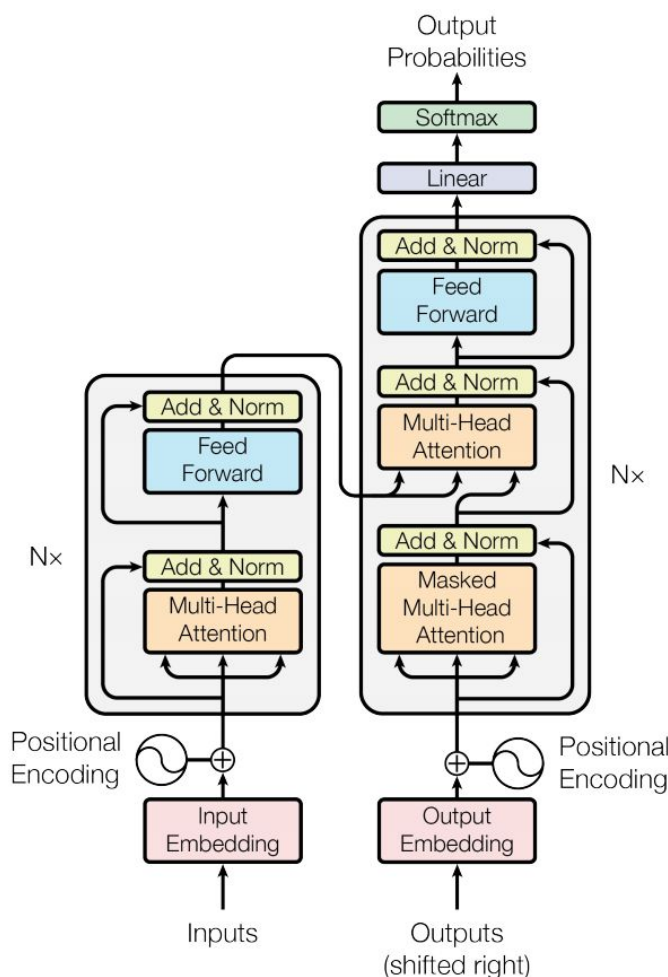 Output
Probabilities
Softmax
Linear
Add & Norm
Feed
Forward
Add & Norm
Multi-Head
Attention
N×
Add & Norm
Masked
Multi-Head
Attention
Add & Norm
Feed
Forward
N×
Add & Norm
Multi-Head
Attention
Positional
Encoding
Positional
Encoding
Input
Embedding
Output
Embedding
Inputs
Outputs
(shifted right)